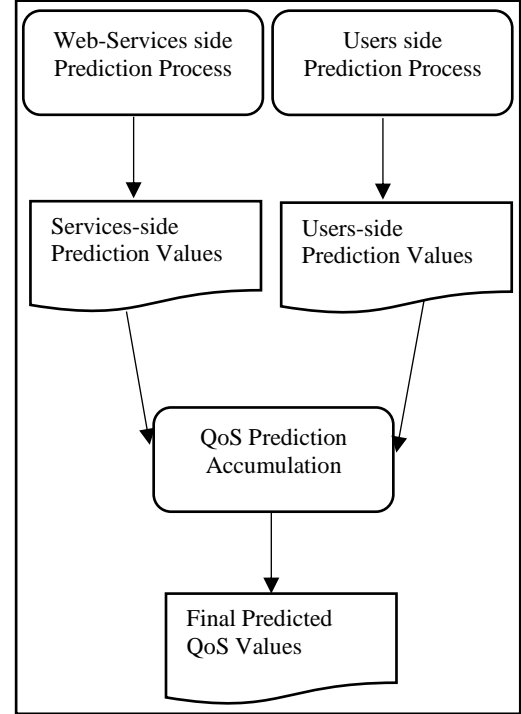 Web-Services side
Prediction Process
Users side
Prediction Process
Services-side
Prediction Values
Users-side
Prediction Values
QoS Prediction
Accumulation
Final Predicted
QoS Values